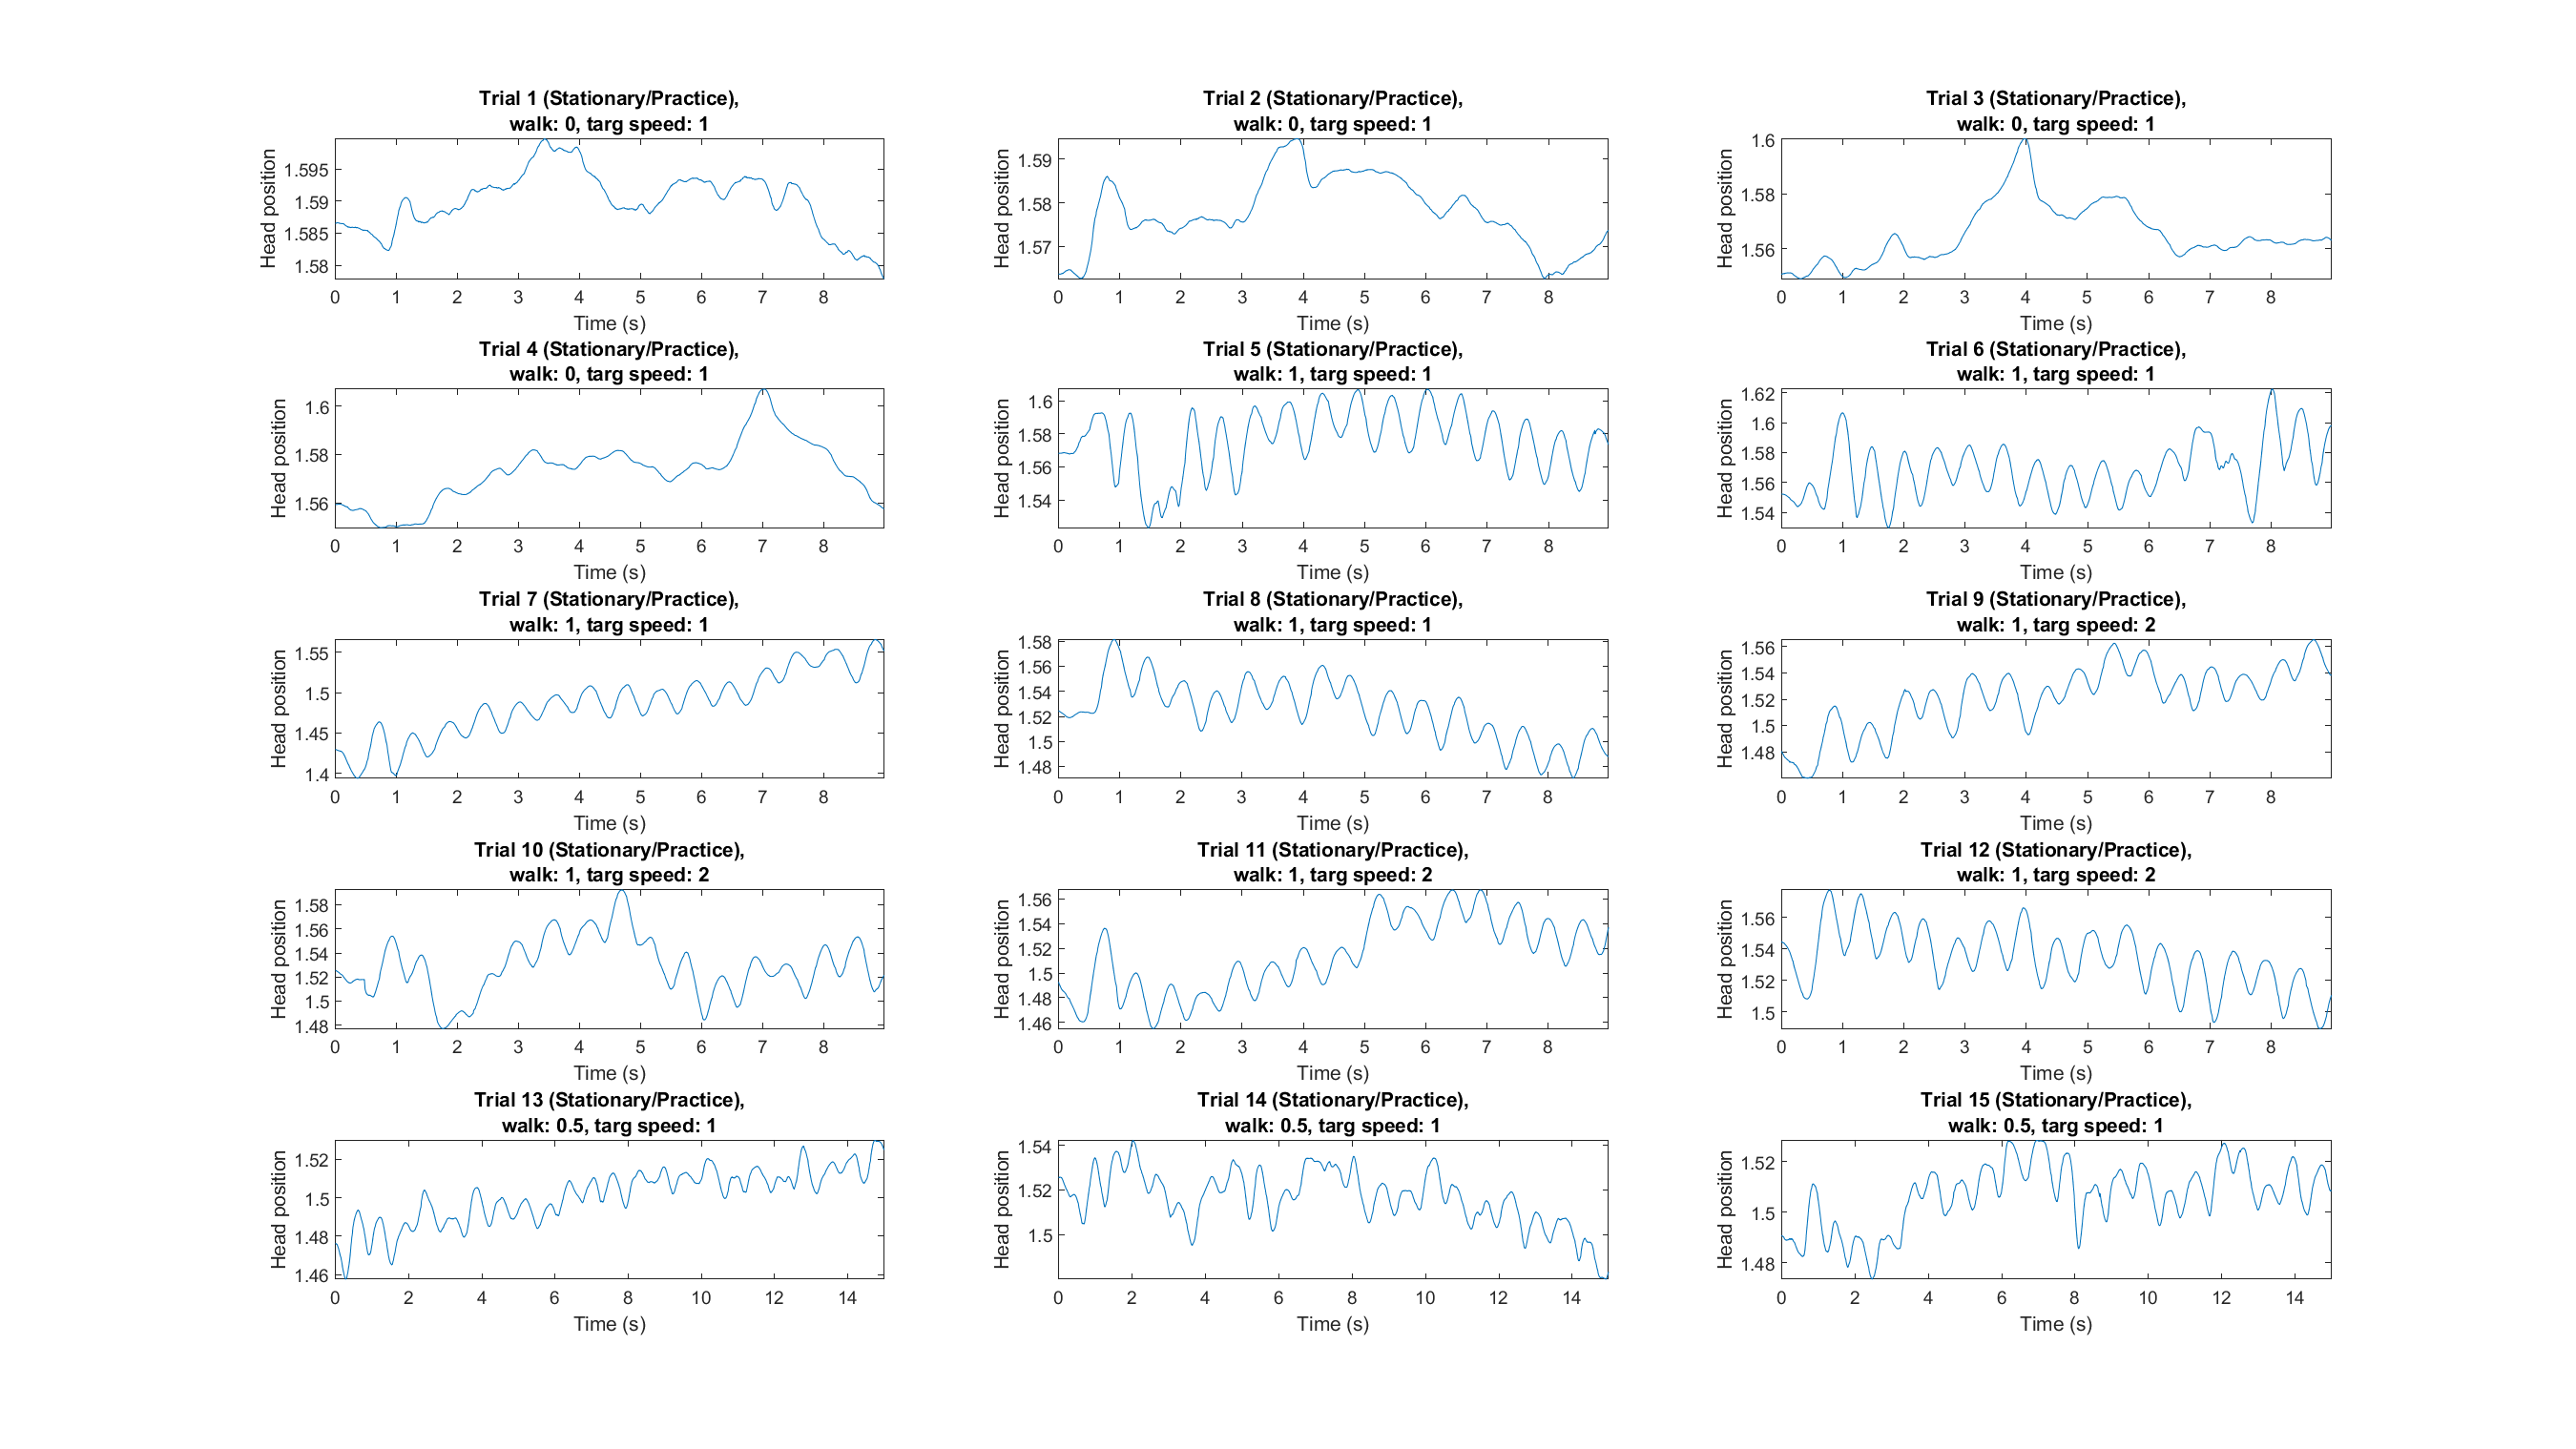 Trial 1 (Stationary/Practice),
walk: 0, targ speed: 1
Head position
1.595
1.59
1.585
1.58
0 1 2 3 4 5 6 7 8
Time (s)
Trial 2 (Stationary/Practice),
walk: 0, targ speed: 1
Head position
1.59
1.58
1.57
0 1 2 3 4 5 6 7 8
Time (s)
Trial 3 (Stationary/Practice),
walk: 0, targ speed: 1
Head position
1.6
1.58
1.56
0 1 2 3 4 5 6 7 8
Time (s)
Trial 4 (Stationary/Practice),
walk: 0, targ speed: 1
Head position
1.6
1.58
1.56
0 1 2 3 4 5 6 7 8
Time (s)
Trial 5 (Stationary/Practice),
walk: 1, targ speed: 1
Head position
1.6
1.58
1.56
1.54
0 1 2 3 4 5 6 7 8
Time (s)
Trial 6 (Stationary/Practice),
walk: 1, targ speed: 1
Head position
1.62
1.6
1.58
1.56
1.54
0 1 2 3 4 5 6 7 8
Time (s)
Trial 7 (Stationary/Practice),
walk: 1, targ speed: 1
Head position
1.55
1.5
1.45
1.4
0 1 2 3 4 5 6 7 8
Time (s)
Trial 8 (Stationary/Practice),
walk: 1, targ speed: 1
Head position
1.58
1.56
1.54
1.52
1.5
1.48
0 1 2 3 4 5 6 7 8
Time (s)
Trial 9 (Stationary/Practice),
walk: 1, targ speed: 2
Head position
1.56
1.54
1.52
1.5
1.48
0 1 2 3 4 5 6 7 8
Time (s)
Trial 10 (Stationary/Practice),
walk: 1, targ speed: 2
Head position
1.58
1.56
1.54
1.52
1.5
1.48
0 1 2 3 4 5 6 7 8
Time (s)
Trial 11 (Stationary/Practice),
walk: 1, targ speed: 2
Head position
1.56
1.54
1.52
1.5
1.48
1.46
0 1 2 3 4 5 6 7 8
Time (s)
Trial 12 (Stationary/Practice),
walk: 1, targ speed: 2
Head position
1.56
1.54
1.52
1.5
0 1 2 3 4 5 6 7 8
Time (s)
Trial 13 (Stationary/Practice),
walk: 0.5, targ speed: 1
Head position
1.52
1.5
1.48
1.46
0 2 4 6 8 10 12 14
Time (s)
Trial 14 (Stationary/Practice),
walk: 0.5, targ speed: 1
Head position
1.54
1.52
1.5
0 2 4 6 8 10 12 14
Time (s)
Trial 15 (Stationary/Practice),
walk: 0.5, targ speed: 1
Head position
1.52
1.5
1.48
0 2 4 6 8 10 12 14
Time (s)